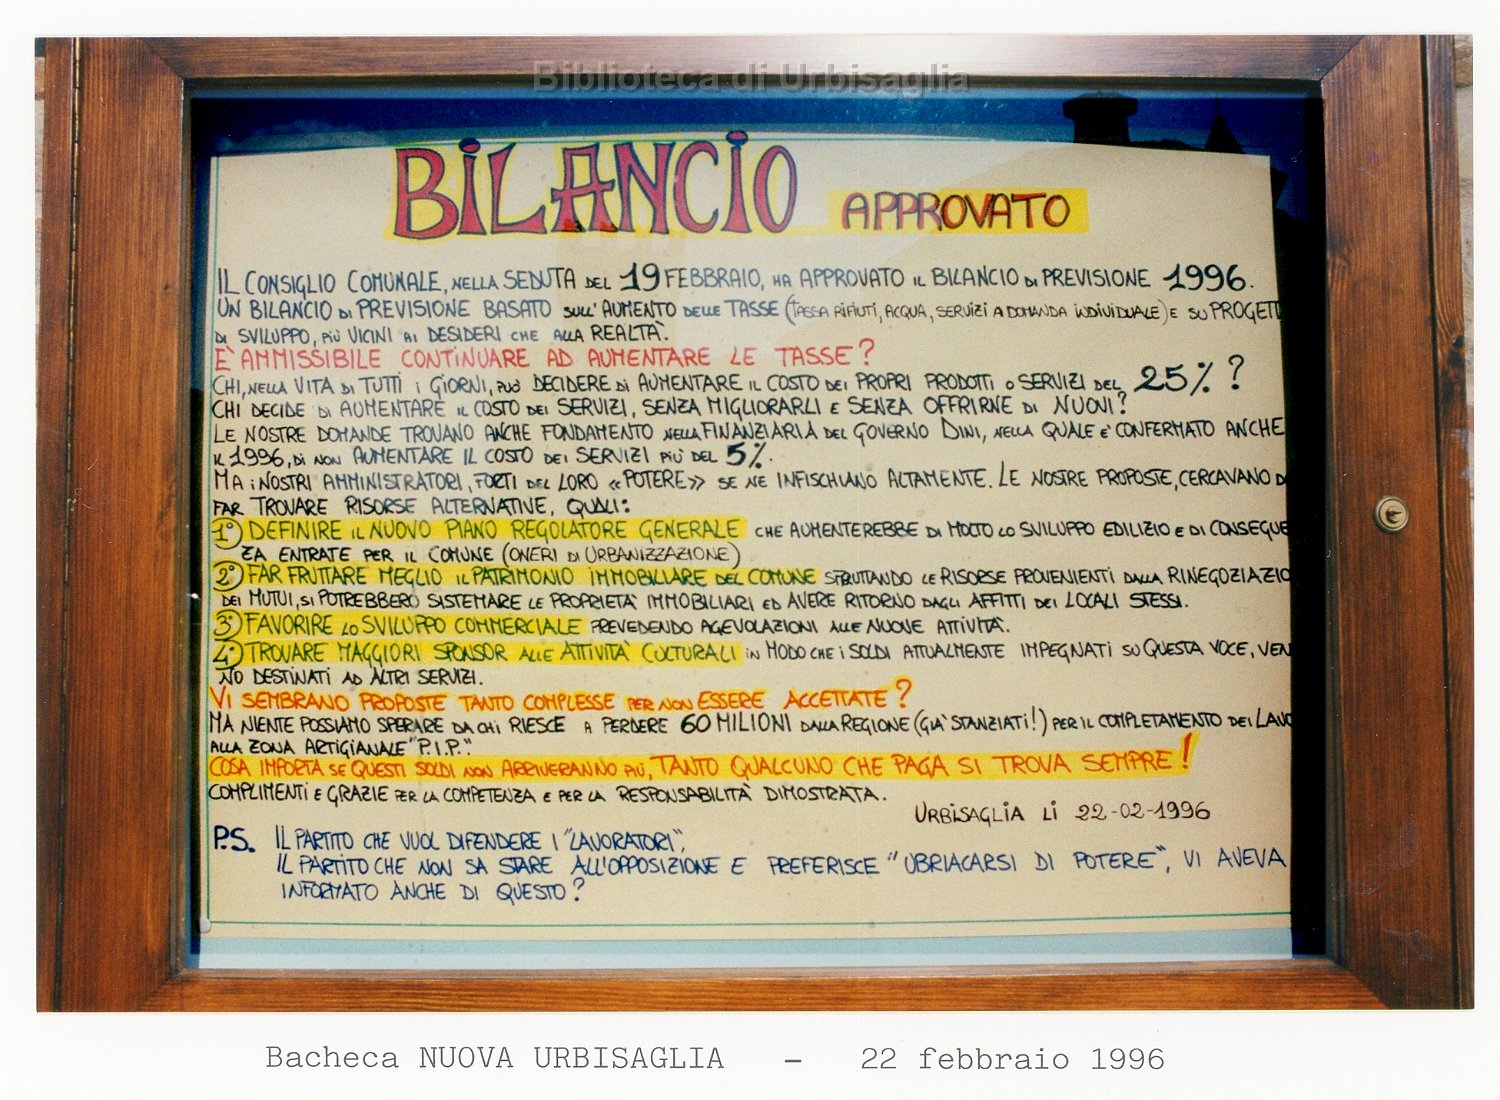 Biblioteca di Urbisaglia
BILANCIO APPROVATO
IL CONSIGLIO COMUNALE, NELLA SEDUTA DEL 19 FEBBRAIO, HA APPROVATO IL BILANCIO DI PREVISIONE 1996.
UN BILANCIO DI PREVISIONE BASATO SULL'AUMENTO DELLE TASSE (TASSA RIFIUTI, ACQUA, SERVIZI A DOMANDA INDIVIDUALE) E SU PROGETT
DI SVILUPPO, PIÙ VICINI AI DESIDERI CHE ALLA REALTÀ.
È AMMISSIBILE CONTINUARE AD AUMENTARE LE TASSE?
CHI, NELLA VITA DI TUTTI I GIORNI, PUÒ DECIDERE DI AUMENTARE IL COSTO DEI PROPRI PRODOTTI O SERVIZI DEL 25%?
CHI DECIDE DI AUMENTARE IL COSTO DEI SERVIZI, SENZA MIGLIORARLI E SENZA OFFRIRNE DI NUOVI?
LE NOSTRE DOMANDE TROVANO ANCHE FONDAMENTO NELLA FINANZIARIA DEL GOVERNO DINI, NELLA QUALE E' CONFERMATO ANCHE
IL 1996, DI NON AUMENTARE IL COSTO DEI SERVIZI PIÙ DEL 5%.
MA I NOSTRI AMMINISTRATORI, FORTI DEL LORO «POTERE» SE NE INFISCHIANO ALTAMENTE. LE NOSTRE PROPOSTE, CERCAVANO D
FAR TROVARE RISORSE ALTERNATIVE, QUALI:
1°) DEFINIRE IL NUOVO PIANO REGOLATORE GENERALE CHE AUMENTEREBBE DI MOLTO LO SVILUPPO EDILIZIO E DI CONSEGUE
ZA ENTRATE PER IL COMUNE (ONERI DI URBANIZZAZIONE)
2°) FAR FRUTTARE MEGLIO IL PATRIMONIO IMMOBILIARE DEL COMUNE SFRUTTANDO LE RISORSE PROVENIENTI DALLA RINEGOZIAZIO
DEI MUTUI, SI POTREBBERO SISTEMARE LE PROPRIETÀ IMMOBILIARI ED AVERE RITORNO DAGLI AFFITTI DEI LOCALI STESSI.
3°) FAVORIRE LO SVILUPPO COMMERCIALE PREVEDENDO AGEVOLAZIONI ALLE NUOVE ATTIVITÀ.
4°) TROVARE MAGGIORI SPONSOR ALLE ATTIVITÀ CULTURALI IN MODO CHE I SOLDI ATTUALMENTE IMPEGNATI SU QUESTA VOCE, VEN
NO DESTINATI AD ALTRI SERVIZI.
VI SEMBRANO PROPOSTE TANTO COMPLESSE PER NON ESSERE ACCETTATE?
MA NIENTE POSSIAMO SPERARE DA CHI RIESCE A PERDERE 60 MILIONI DALLA REGIONE (GIÀ STANZIATI!) PER IL COMPLETAMENTO DEI LAVO
ALLA ZONA ARTIGIANALE "P.I.P."
COSA IMPORTA SE QUESTI SOLDI NON ARRIVERANNO PIÙ, TANTO QUALCUNO CHE PAGA SI TROVA SEMPRE!
COMPLIMENTI E GRAZIE PER LA COMPETENZA E PER LA RESPONSABILITÀ DIMOSTRATA.
URBISAGLIA LI 22-02-1996
P.S. IL PARTITO CHE VUOL DIFENDERE I "LAVORATORI",
IL PARTITO CHE NON SA STARE ALL'OPPOSIZIONE E PREFERISCE "UBRIACARSI DI POTERE", VI AVEVA
INFORMATO ANCHE DI QUESTO?
Bacheca NUOVA URBISAGLIA - 22 febbraio 1996